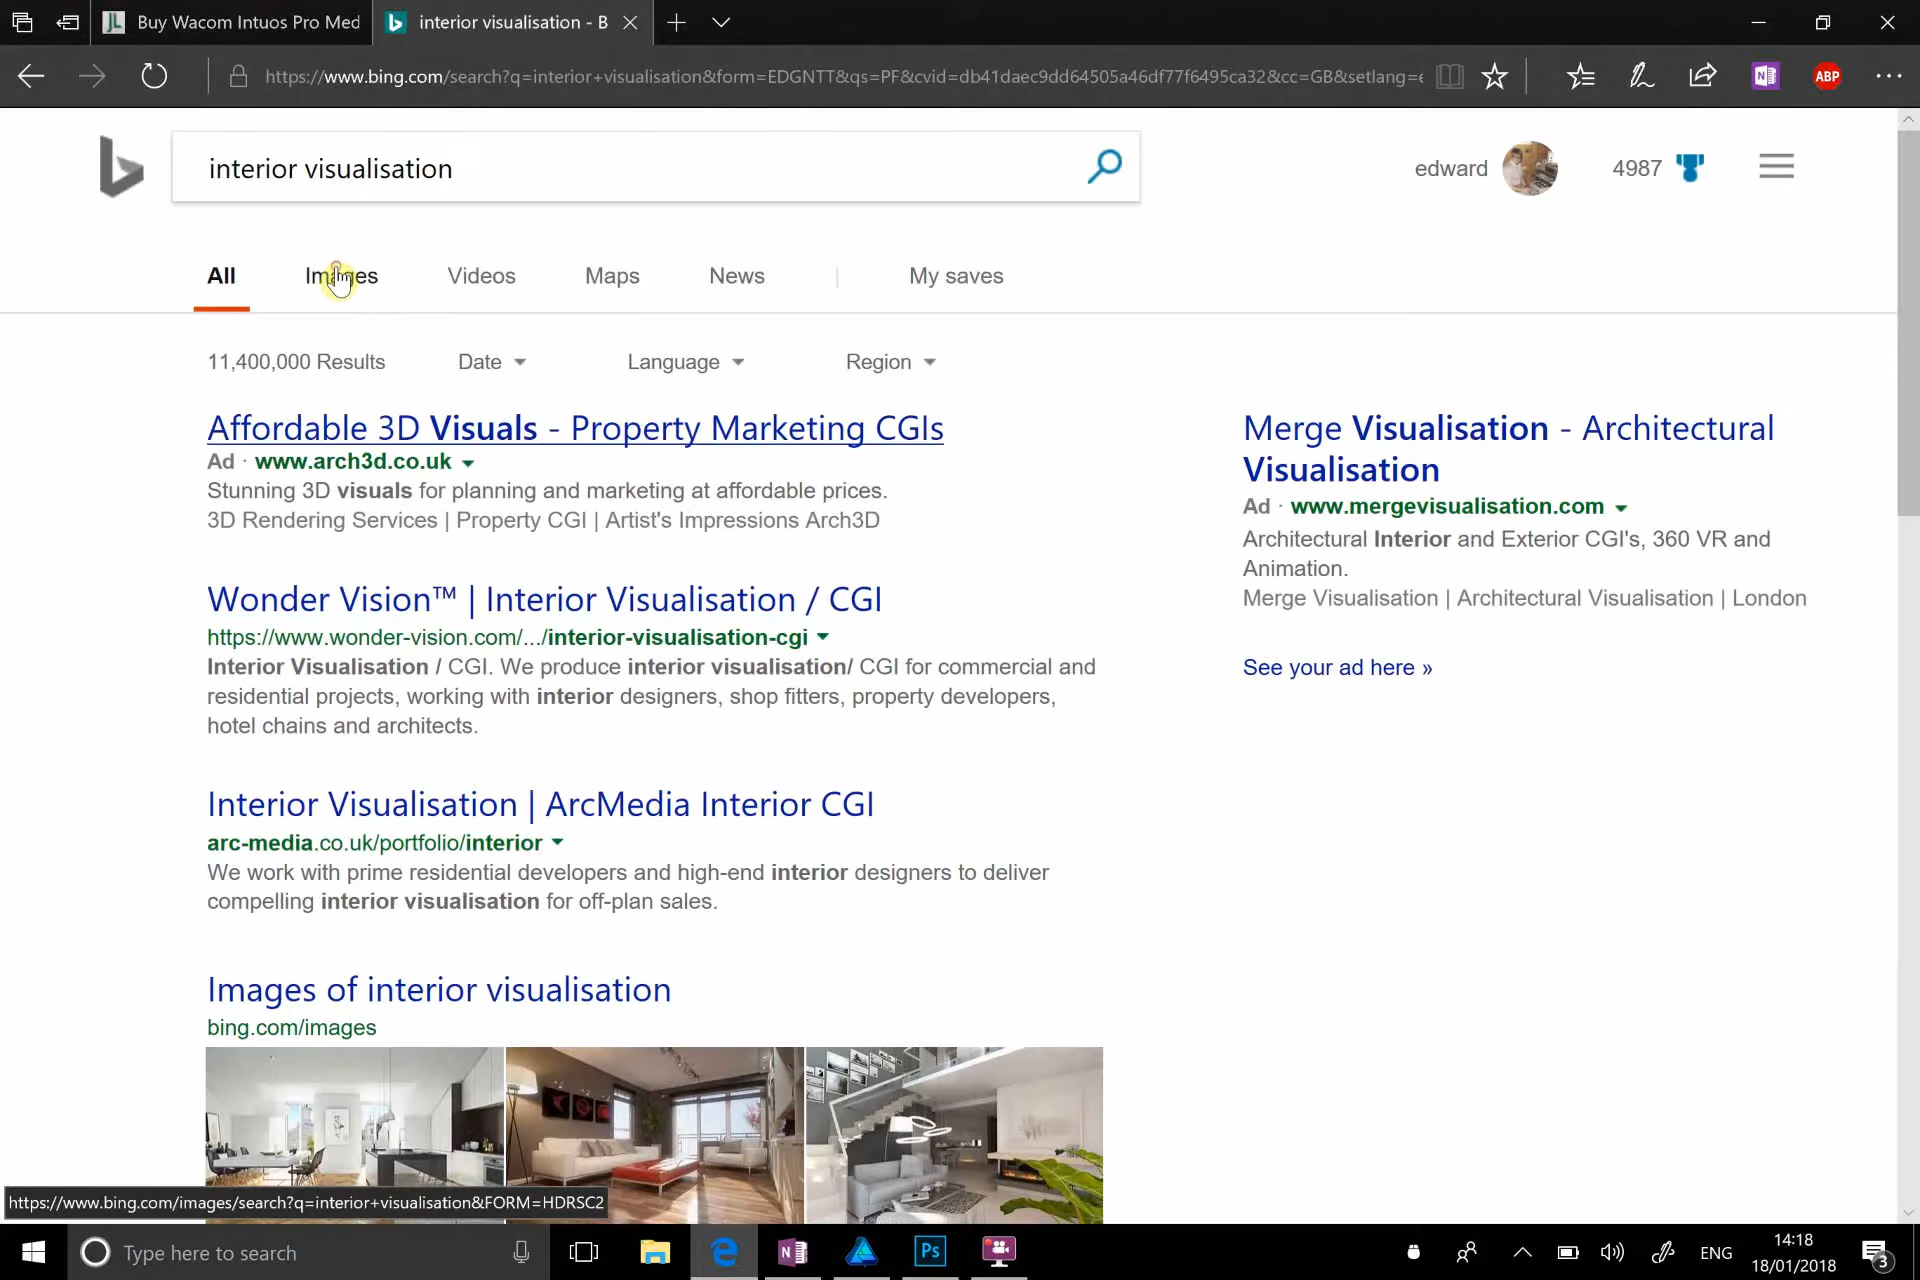 Buy Wacom Intuos Pro Med
interior visualisation - B
https://www.bing.com/search?q=interior+visualisation&form=EDGNTT&qs=PF&cvid=db41daec9dd64505a46df77f6495ca32&cc=GB&setlang=e
ABP
interior visualisation
edward
4987
All Images Videos Maps News | My saves
11,400,000 Results Date Language Region
Affordable 3D Visuals - Property Marketing CGIs
Ad · www.arch3d.co.uk
Stunning 3D visuals for planning and marketing at affordable prices.
3D Rendering Services | Property CGI | Artist's Impressions Arch3D
Wonder Vision™ | Interior Visualisation / CGI
https://www.wonder-vision.com/.../interior-visualisation-cgi
Interior Visualisation / CGI. We produce interior visualisation/ CGI for commercial and
residential projects, working with interior designers, shop fitters, property developers,
hotel chains and architects.
Interior Visualisation | ArcMedia Interior CGI
arc-media.co.uk/portfolio/interior
We work with prime residential developers and high-end interior designers to deliver
compelling interior visualisation for off-plan sales.
Images of interior visualisation
bing.com/images
Merge Visualisation - Architectural
Visualisation
Ad · www.mergevisualisation.com
Architectural Interior and Exterior CGI's, 360 VR and
Animation.
Merge Visualisation | Architectural Visualisation | London
See your ad here »
https://www.bing.com/images/search?q=interior+visualisation&FORM=HDRSC2
Type here to search
Ps
ENG
14:18
18/01/2018
3